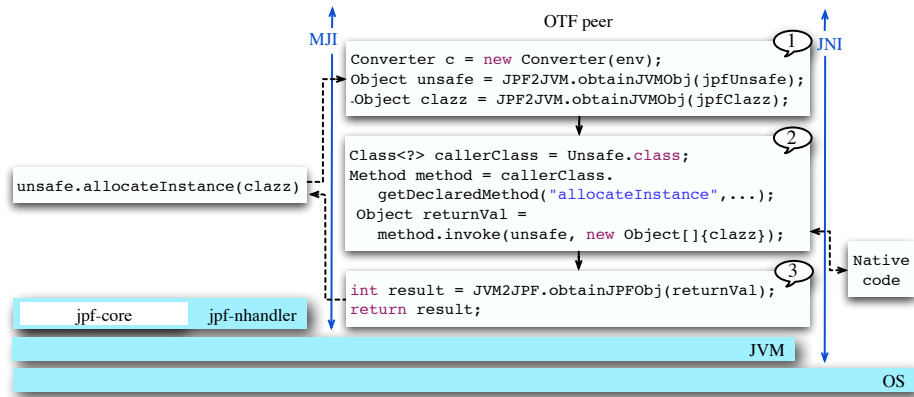 OTF peer
MJI
JNI
1
Converter c = new Converter(env);
Object unsafe = JPF2JVM.obtainJVMObj(jpfUnsafe);
Object clazz = JPF2JVM.obtainJVMObj(jpfClazz);
2
Class<?> callerClass = Unsafe.class;
Method method = callerClass.
getDeclaredMethod("allocateInstance",...);
Object returnVal =
method.invoke(unsafe, new Object[]{clazz});
unsafe.allocateInstance(clazz)
Native
code
3
int result = JVM2JPF.obtainJPFObj(returnVal);
return result;
jpf-core
jpf-nhandler
JVM
OS